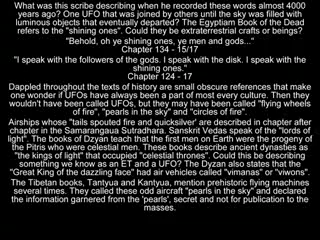 What was this scribe describing when he recorded these words almost 4000
years ago? One UFO that was joined by others until the sky was filled with
luminous objects that eventually departed? The Egyptiam Book of the Dead
refers to the "shining ones". Could they be extraterrestrial crafts or beings?
"Behold, oh ye shining ones, ye men and gods...".
Chapter 134 - 15/17
"I speak with the followers of the gods. I speak with the disk. I speak with the
shining ones."
Chapter 124 - 17
Dappled throughout the texts of history are small obscure references that make
one wonder if UFOs have always been a part of most every culture. Then they
wouldn't have been called UFOs, but they may have been called "flying wheels
of fire", "pearls in the sky" and "circles of fire".
Airships whose "tails spouted fire and quicksilver' are described in chapter after
chapter in the Samarangaua Sutradhara. Sanskrit Vedas speak of the "lords of
light". The books of Dzyan teach that the first men on Earth were the progeny of
the Pitris who were celestial men. These books describe ancient dynasties as
"the kings of light" that occupied "celestial thrones". Could this be describing
something we know as an ET and a UFO? The Dyzan also states that the
"Great King of the dazzling face" had air vehicles called "vimanas" or "viwons".
The Tibetan books, Tantyua and Kantyua, mention prehistoric flying machines
several times. They called these odd aircraft "pearls in the sky" and declared
the information garnered from the 'pearls', secret and not for publication to the
masses.